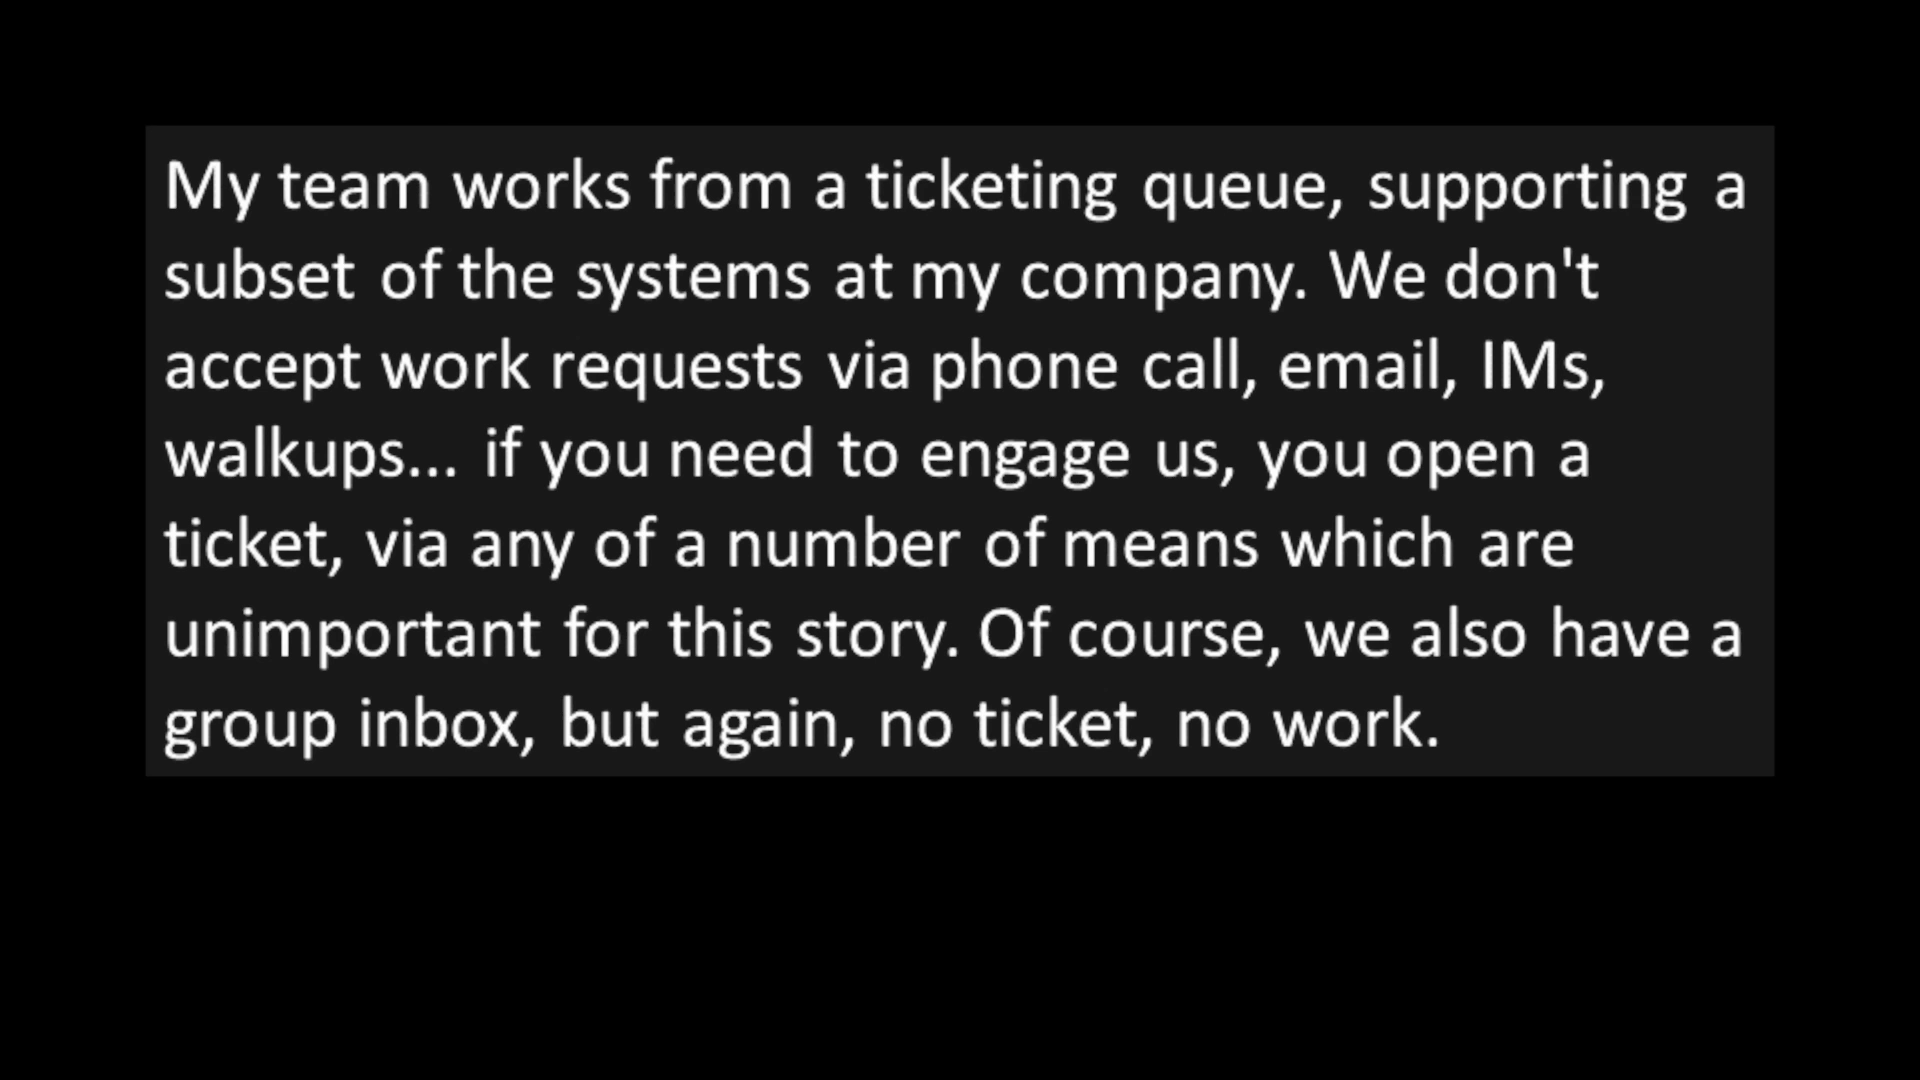 My team works from a ticketing queue, supporting a
subset of the systems at my company. We don't
accept work requests via phone call, email, IMs,
walkups... if you need to engage us, you open a
ticket, via any of a number of means which are
unimportant for this story. Of course, we also have a
group inbox, but again, no ticket, no work.